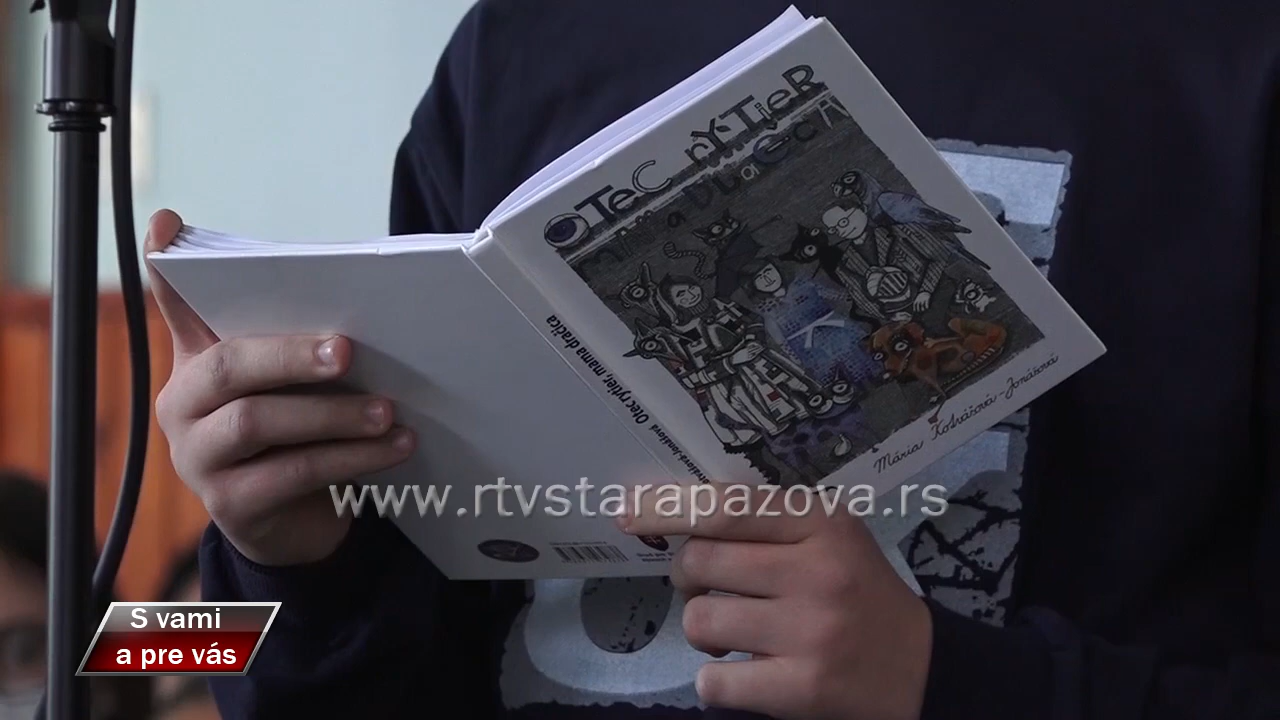 OTeC rYTIeR
mama DRaČiCa
Mária Kotvášová-Jonášová
Otec rytier, mama dračica
www.rtvstarapazova.rs
S vami
a pre vás